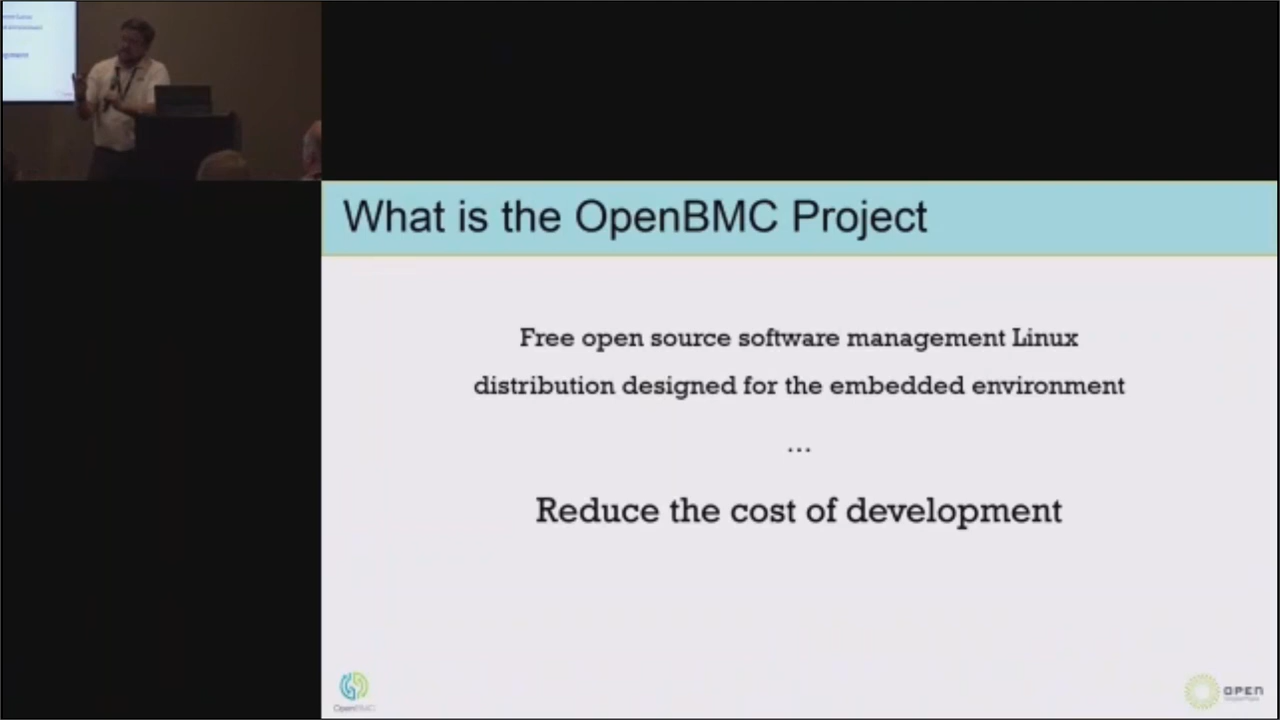 What is the OpenBMC Project
Free open source software management Linux
distribution designed for the embedded environment
...
Reduce the cost of development
OpenBMC
OPEN